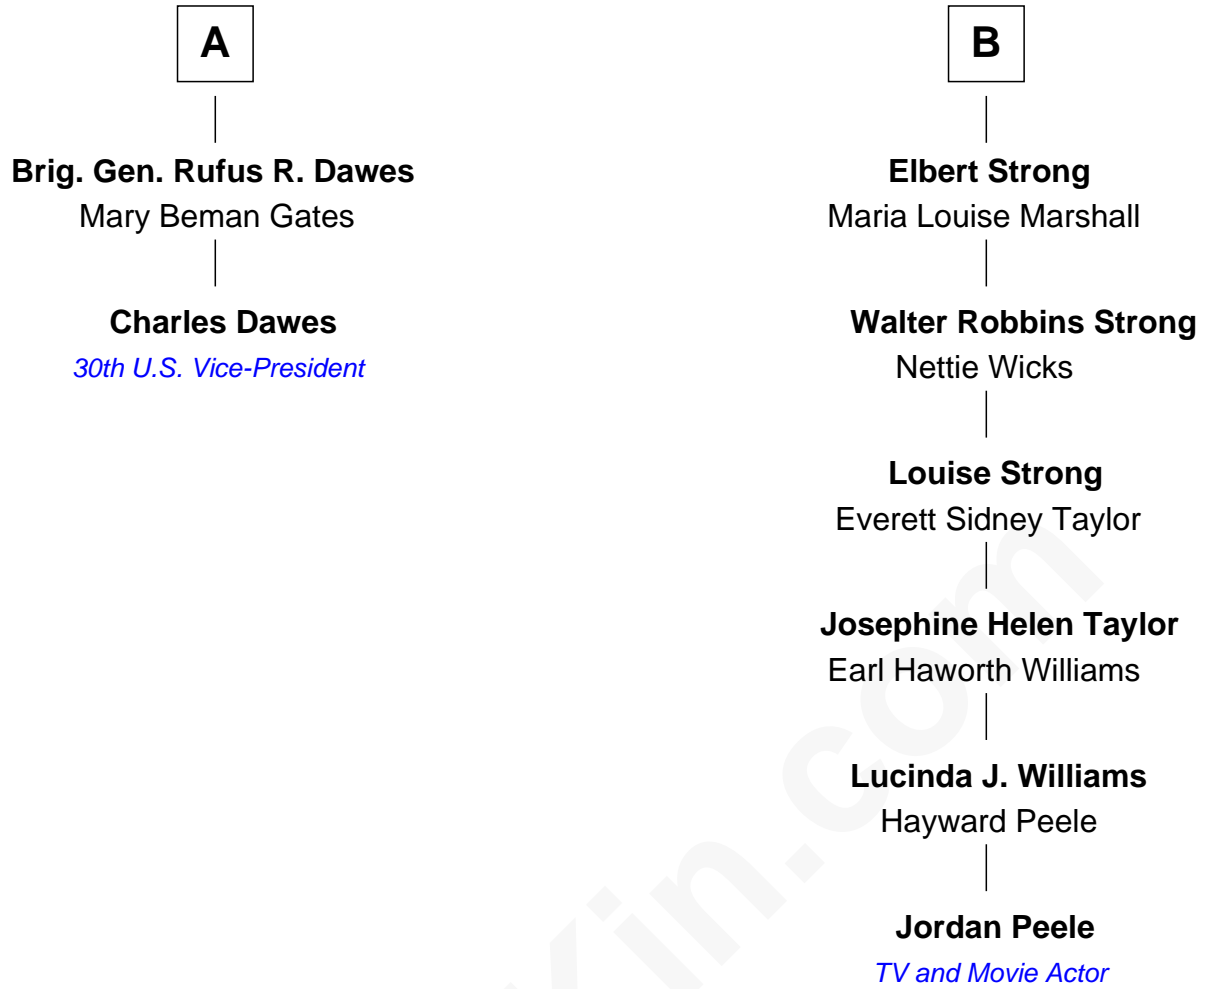 A
Brig. Gen. Rufus R. Dawes
Mary Beman Gates
Charles Dawes
30th U.S. Vice-President
B
Elbert Strong
Maria Louise Marshall
Walter Robbins Strong
Nettie Wicks
Louise Strong
Everett Sidney Taylor
Josephine Helen Taylor
Earl Haworth Williams
Lucinda J. Williams
Hayward Peele
Jordan Peele
TV and Movie Actor